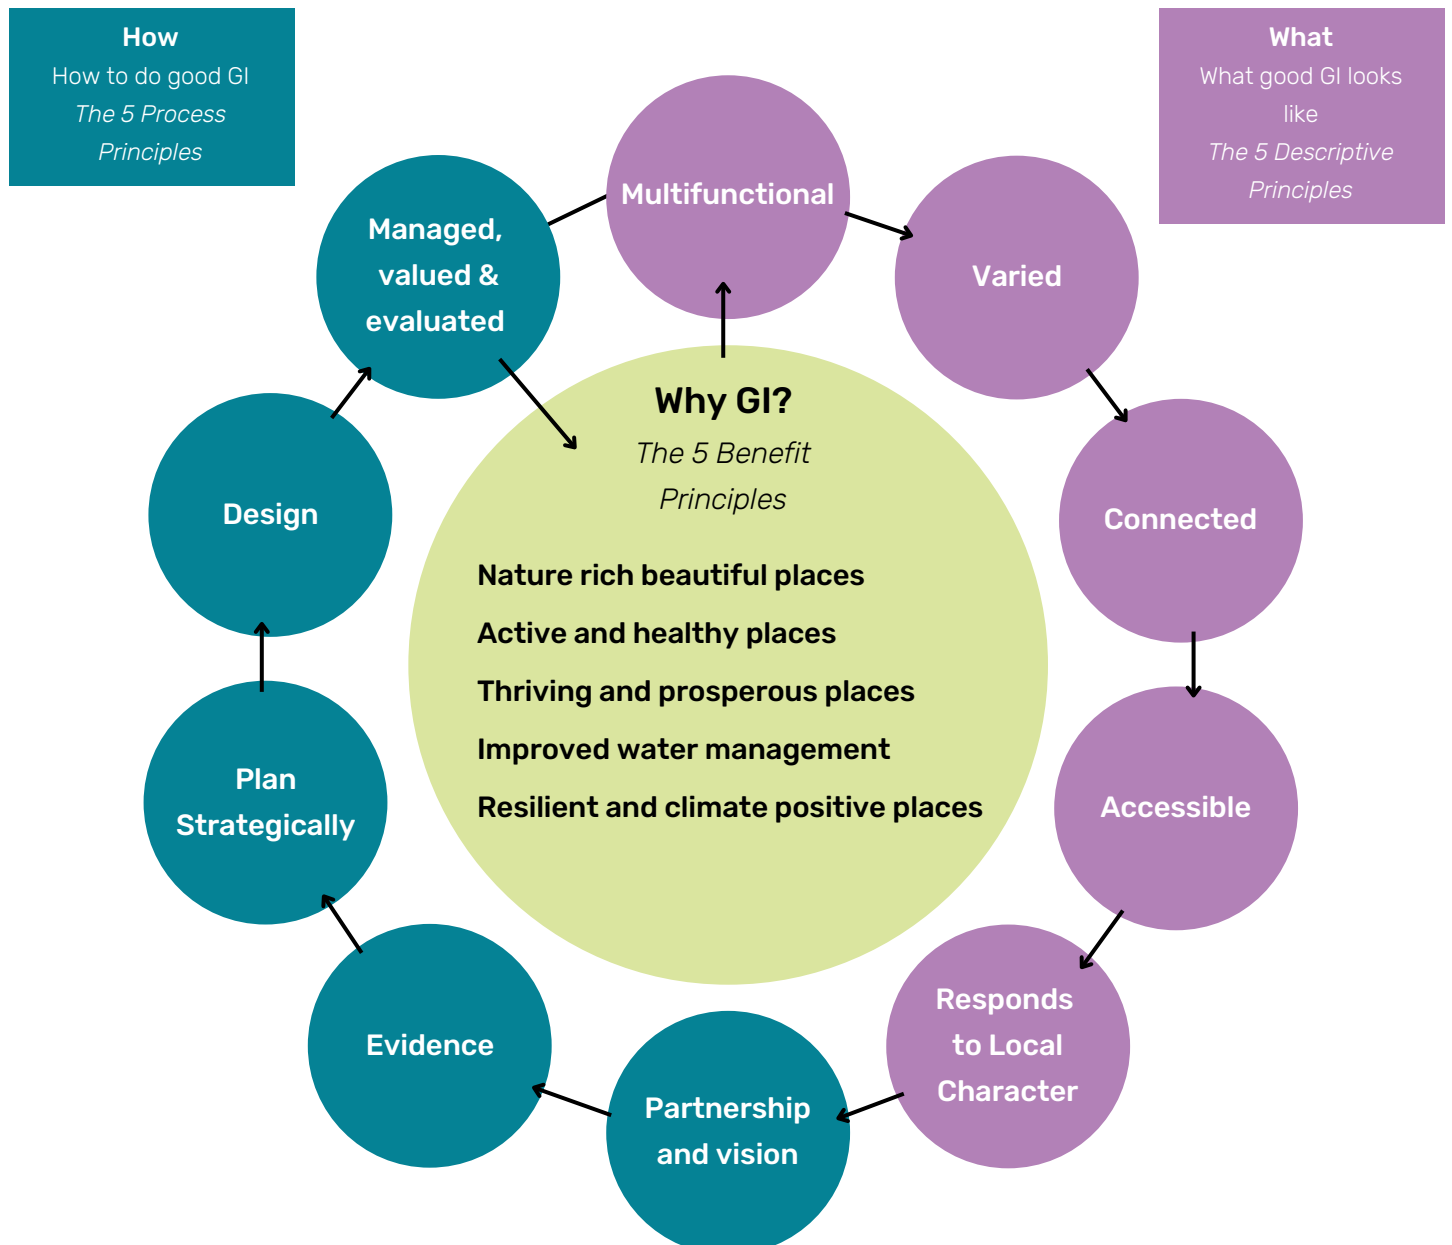 How
How to do good GI
The 5 Process
Principles
What
What good GI looks
like
The 5 Descriptive
Principles
Multifunctional
Varied
Connected
Accessible
Responds
to Local
Character
Partnership
and vision
Evidence
Plan
Strategically
Design
Managed,
valued &
evaluated
Why GI?
The 5 Benefit
Principles
Nature rich beautiful places
Active and healthy places
Thriving and prosperous places
Improved water management
Resilient and climate positive places